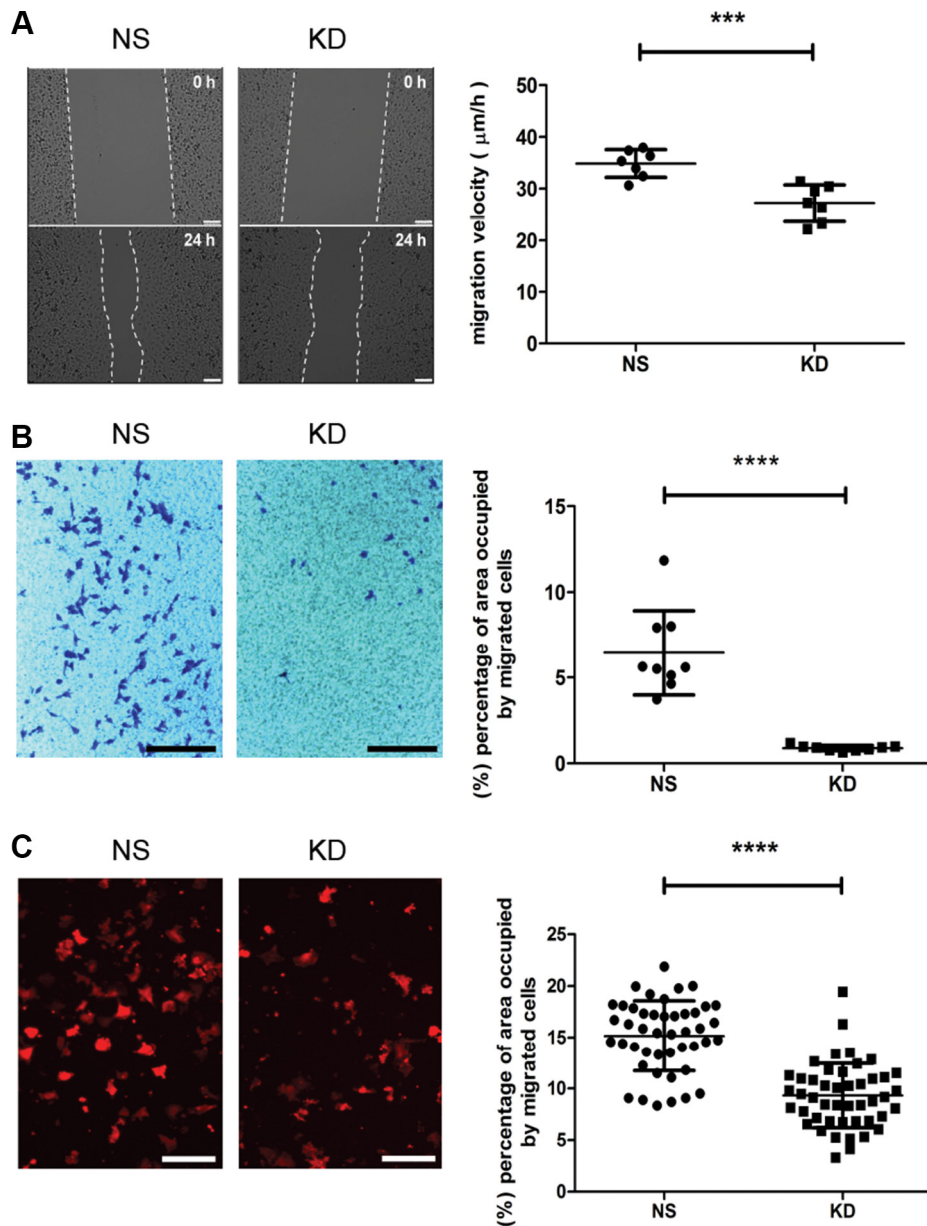 A
NS
KD
0 h
0 h
24 h
24 h
***
migration velocity ( μm/h )
50
40
30
20
10
0
NS
KD
B
NS
KD
****
(%) percentage of area occupied
by migrated cells
15
10
5
0
NS
KD
C
NS
KD
****
(%) percentage of area occupied
by migrated cells
25
20
15
10
5
0
NS
KD